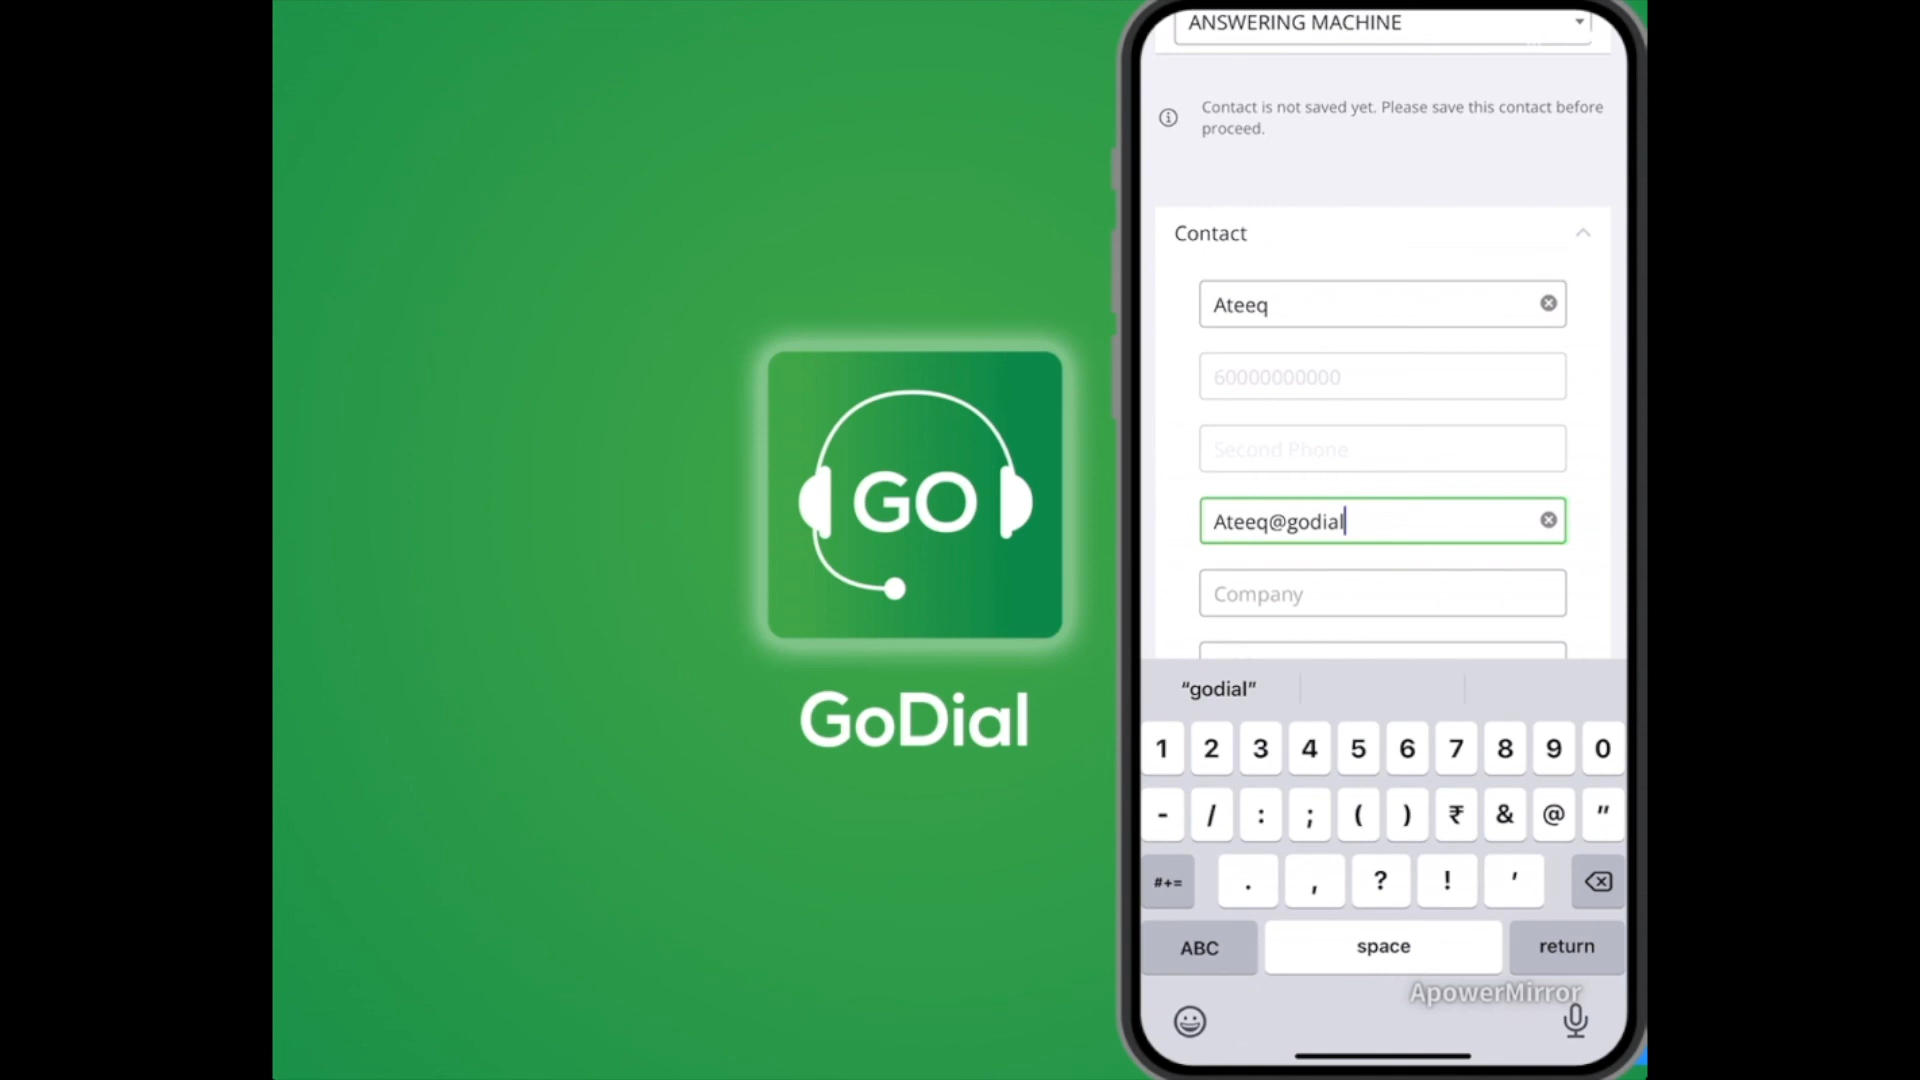 GO
GoDial
ANSWERING MACHINE
Contact is not saved yet. Please save this contact before
proceed.
Contact
Ateeq
60000000000
Second Phone
Ateeq@godial
Company
“godial”
1 2 3 4 5 6 7 8 9 0
- / : ; ( ) ₹ & @ "
#+= . , ? ! '
ABC space return
ApowerMirror